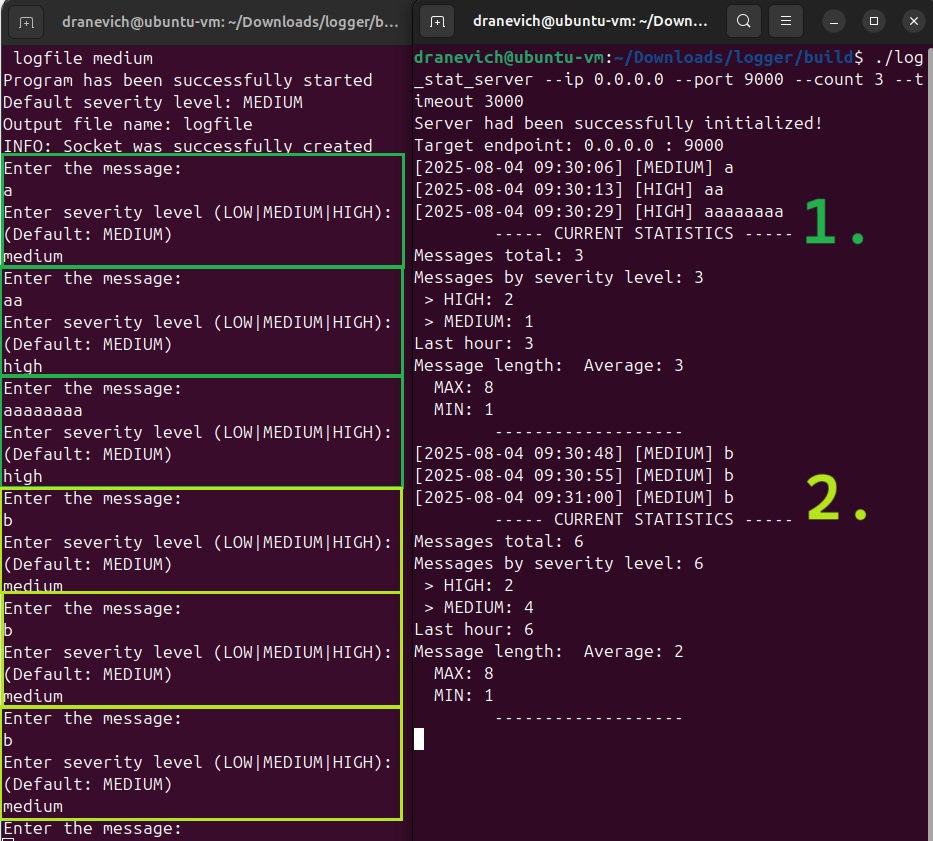 dranevich@ubuntu-vm: ~/Downloads/logger/b...
 logfile medium
Program has been successfully started
Default severity level: MEDIUM
Output file name: logfile
INFO: Socket was successfully created
Enter the message:
a
Enter severity level (LOW|MEDIUM|HIGH):
(Default: MEDIUM)
medium
Enter the message:
aa
Enter severity level (LOW|MEDIUM|HIGH):
(Default: MEDIUM)
high
Enter the message:
aaaaaaaa
Enter severity level (LOW|MEDIUM|HIGH):
(Default: MEDIUM)
high
Enter the message:
b
Enter severity level (LOW|MEDIUM|HIGH):
(Default: MEDIUM)
medium
Enter the message:
b
Enter severity level (LOW|MEDIUM|HIGH):
(Default: MEDIUM)
medium
Enter the message:
b
Enter severity level (LOW|MEDIUM|HIGH):
(Default: MEDIUM)
medium
Enter the message:
dranevich@ubuntu-vm: ~/Down...
dranevich@ubuntu-vm:~/Downloads/logger/build$ ./log
_stat_server --ip 0.0.0.0 --port 9000 --count 3 --t
imeout 3000
Server had been successfully initialized!
Target endpoint: 0.0.0.0 : 9000
[2025-08-04 09:30:06] [MEDIUM] a
[2025-08-04 09:30:13] [HIGH] aa
[2025-08-04 09:30:29] [HIGH] aaaaaaaa
1.
        ----- CURRENT STATISTICS -----
Messages total: 3
Messages by severity level: 3
 > HIGH: 2
 > MEDIUM: 1
Last hour: 3
Message length:  Average: 3
  MAX: 8
  MIN: 1
        -------------------
[2025-08-04 09:30:48] [MEDIUM] b
[2025-08-04 09:30:55] [MEDIUM] b
[2025-08-04 09:31:00] [MEDIUM] b
2.
        ----- CURRENT STATISTICS -----
Messages total: 6
Messages by severity level: 6
 > HIGH: 2
 > MEDIUM: 4
Last hour: 6
Message length:  Average: 2
  MAX: 8
  MIN: 1
        -------------------